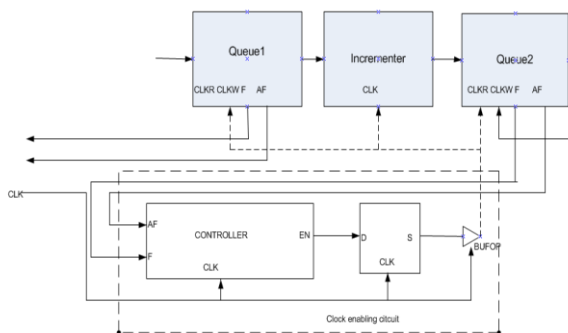 Queue1
Incrementer
Queue2
CLKR CLKW F AF
CLK
CLKR CLKW F AF
CLK
AF
CONTROLLER
EN
D
S
F
BUFOP
CLK
CLK
Clock enabling citcuit